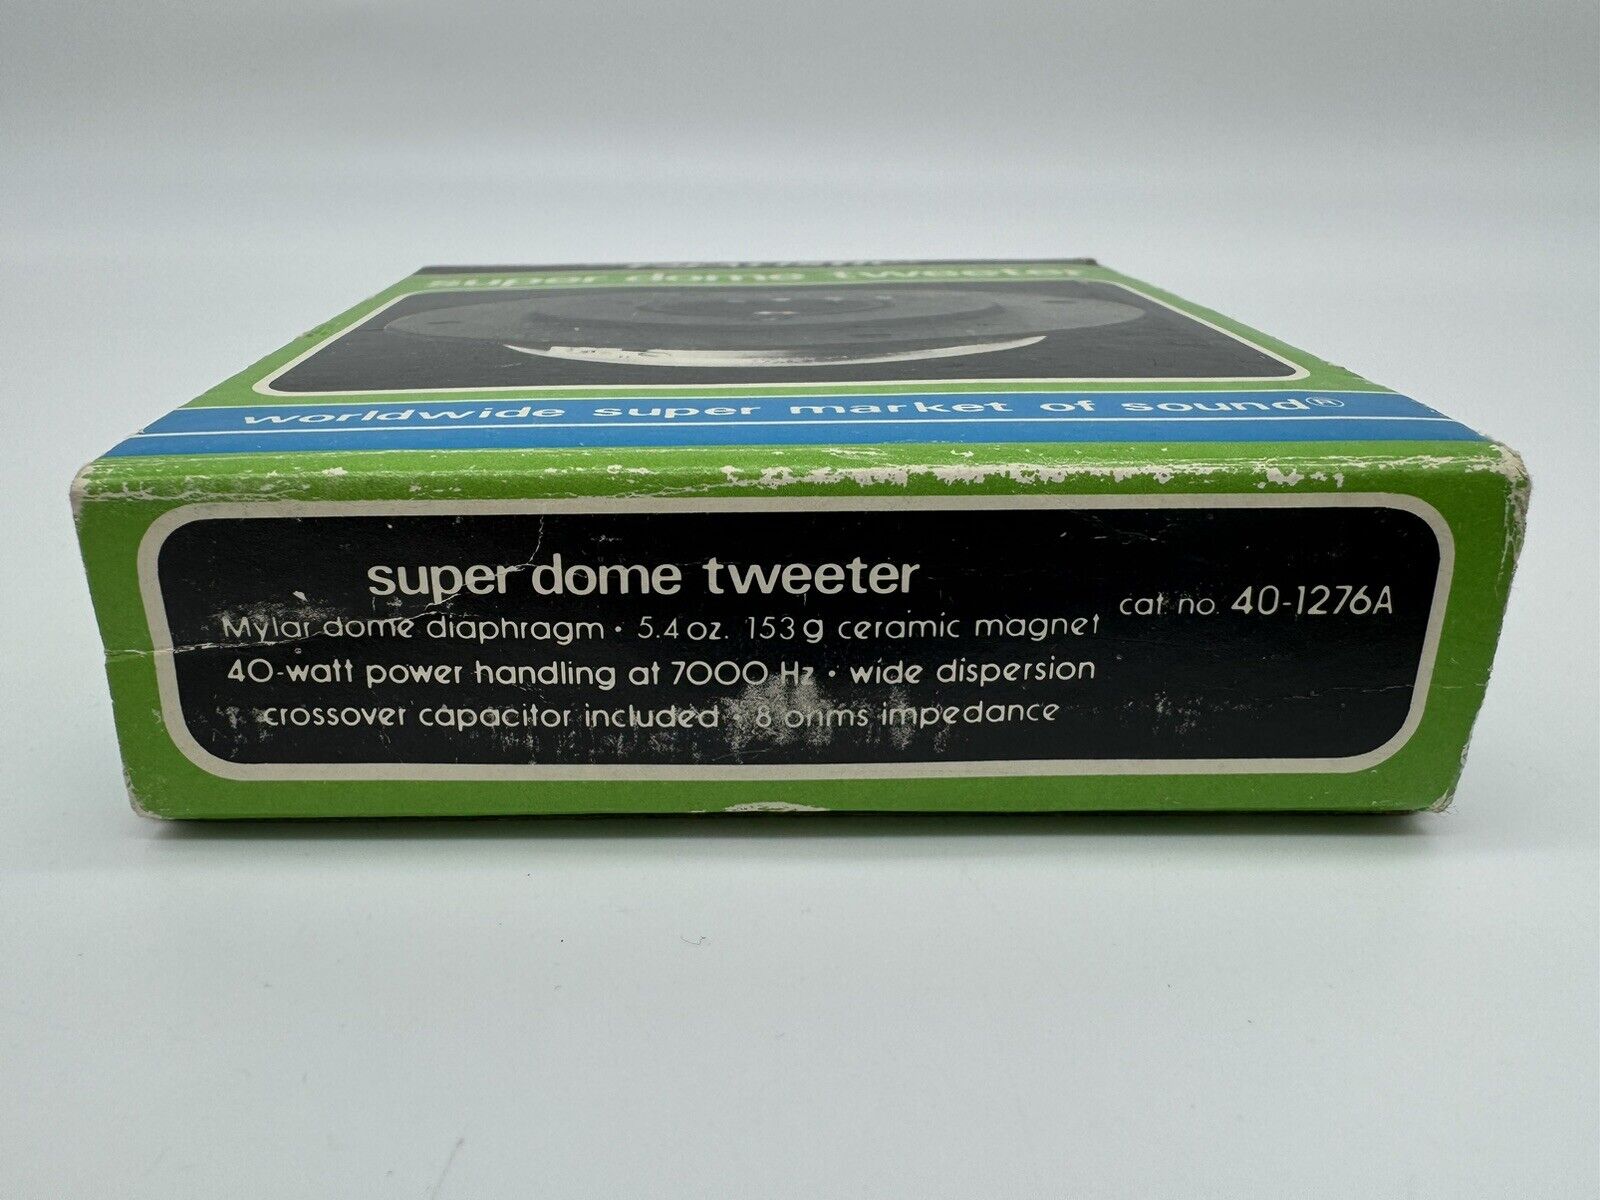 super dome tweeter
worldwide super market of sound®
super dome tweeter
cat. no. 40-1276A
Mylar dome diaphragm · 5.4 oz. 153 g ceramic magnet
40-watt power handling at 7000 Hz · wide dispersion
crossover capacitor included · 8 ohms impedance